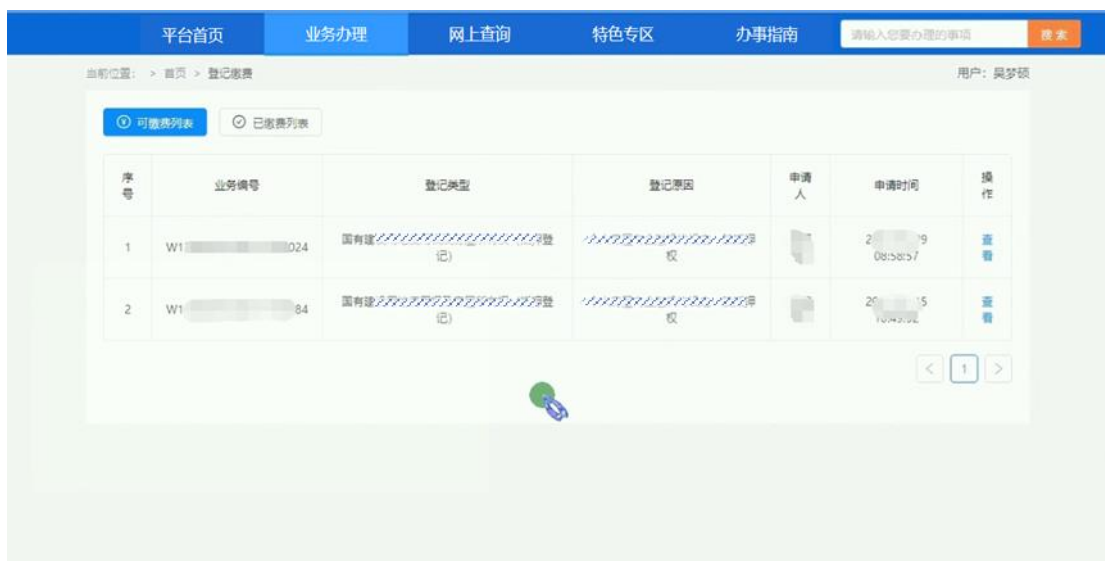 平台首页 业务办理 网上查询 特色专区 办事指南 请输入您要办理的事项 搜索
当前位置: > 首页 > 登记缴费 用户: 吴梦硕
可缴费列表 已缴费列表
序号 业务编号 登记类型 登记原因 申请人 申请时间 操作
1 W1 024 国有建 登记) 权 2 9 08:58:57 查看
2 W1 84 国有建 登记) 权 20 5 查看
< 1 >